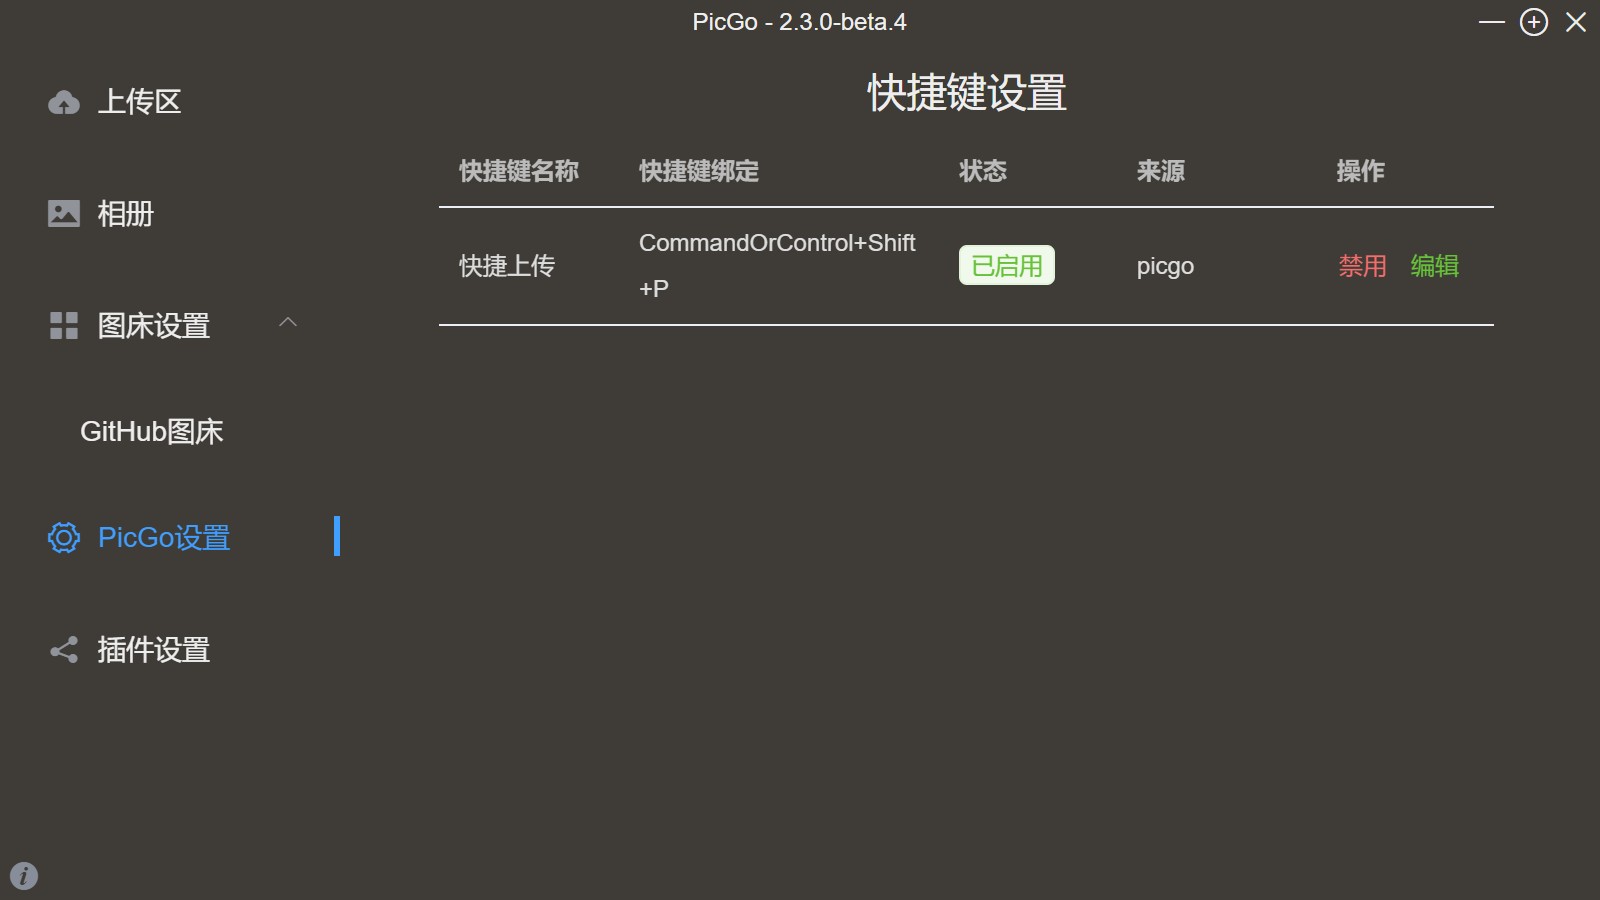 PicGo - 2.3.0-beta.4
上传区
相册
图床设置
GitHub图床
PicGo设置
插件设置
快捷键设置
快捷键名称 快捷键绑定 状态 来源 操作
快捷上传 CommandOrControl+Shift
+P 已启用 picgo 禁用 编辑